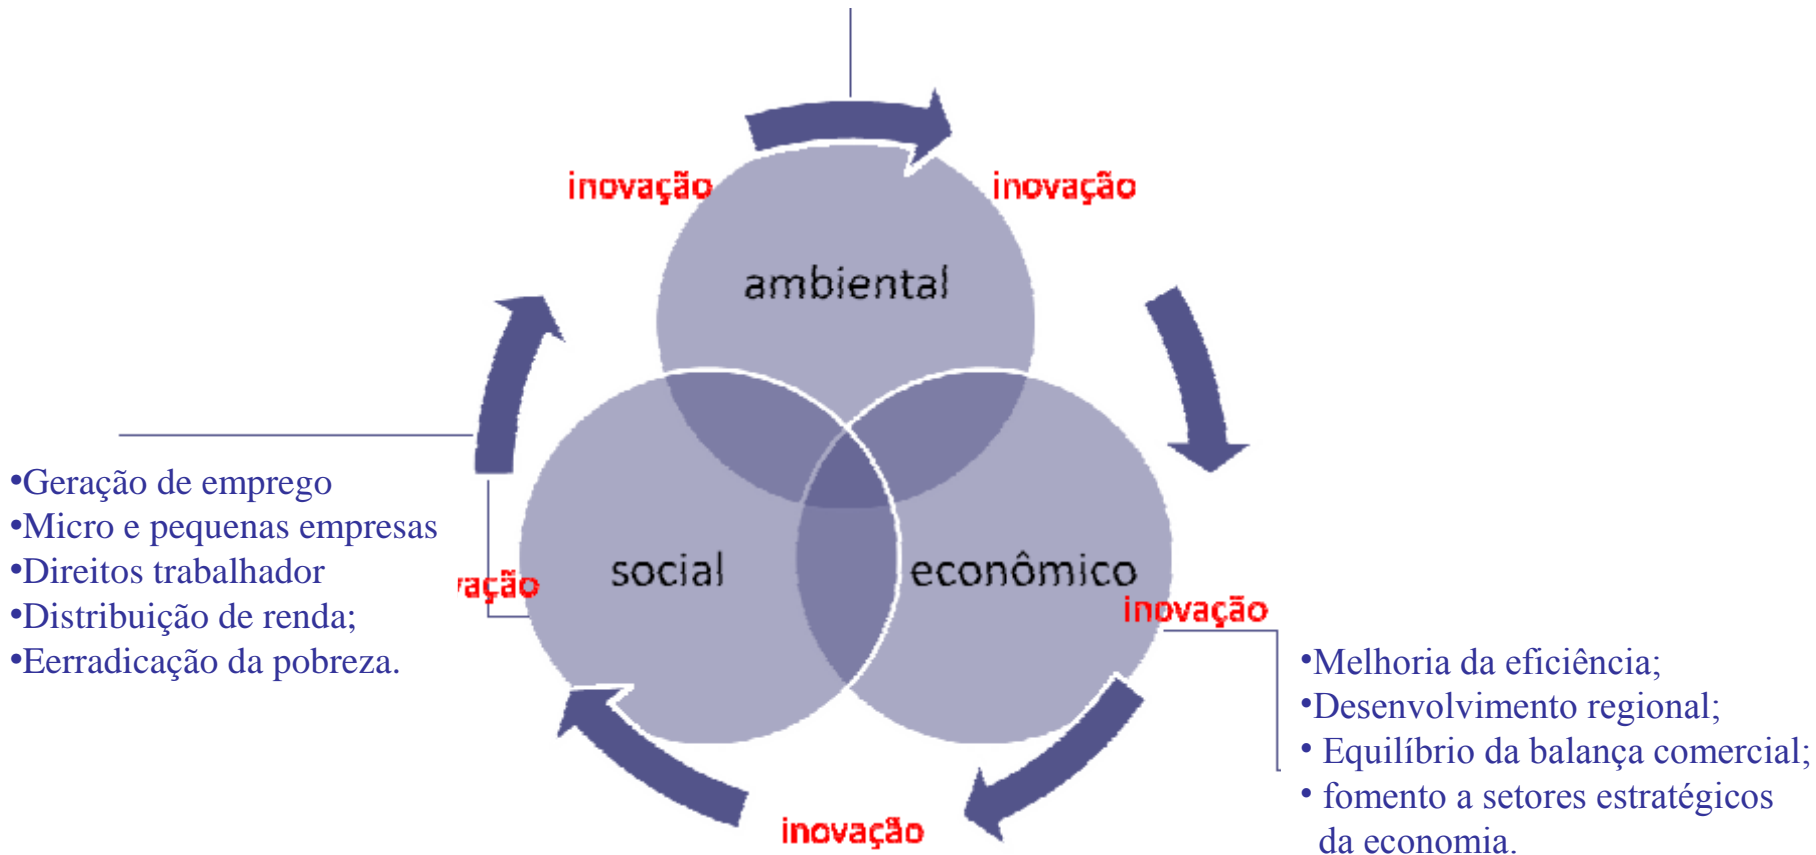 inovação
inovação
ambiental
•Geração de emprego
•Micro e pequenas empresas
•Direitos trabalhador
•Distribuição de renda;
•Eerradicação da pobreza.
social
econômico
vação
inovação
•Melhoria da eficiência;
•Desenvolvimento regional;
• Equilíbrio da balança comercial;
• fomento a setores estratégicos
da economia.
inovação